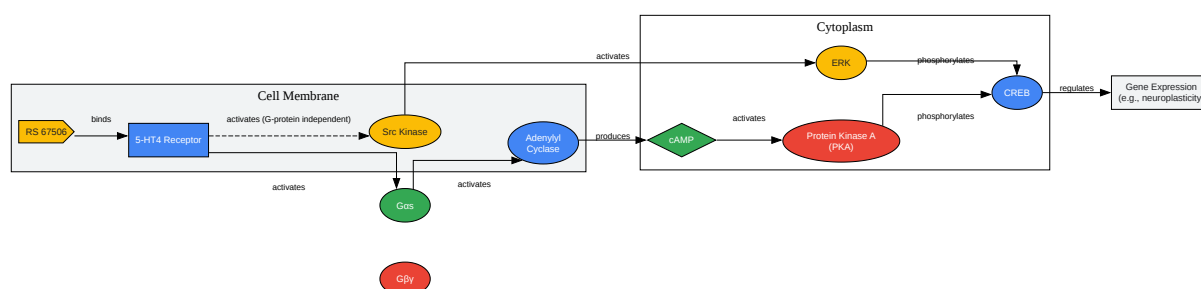 Cytoplasm
activates
ERK
phosphorylates
Cell Membrane
CREB
regulates
Gene Expression
(e.g., neuroplasticity
RS 67506
binds
5-HT4 Receptor
activates (G-protein independent)
Src Kinase
Adenylyl
Cyclase
produces
cAMP
activates
Protein Kinase A
(PKA)
phosphorylates
activates
activates
Gαs
Gβγ